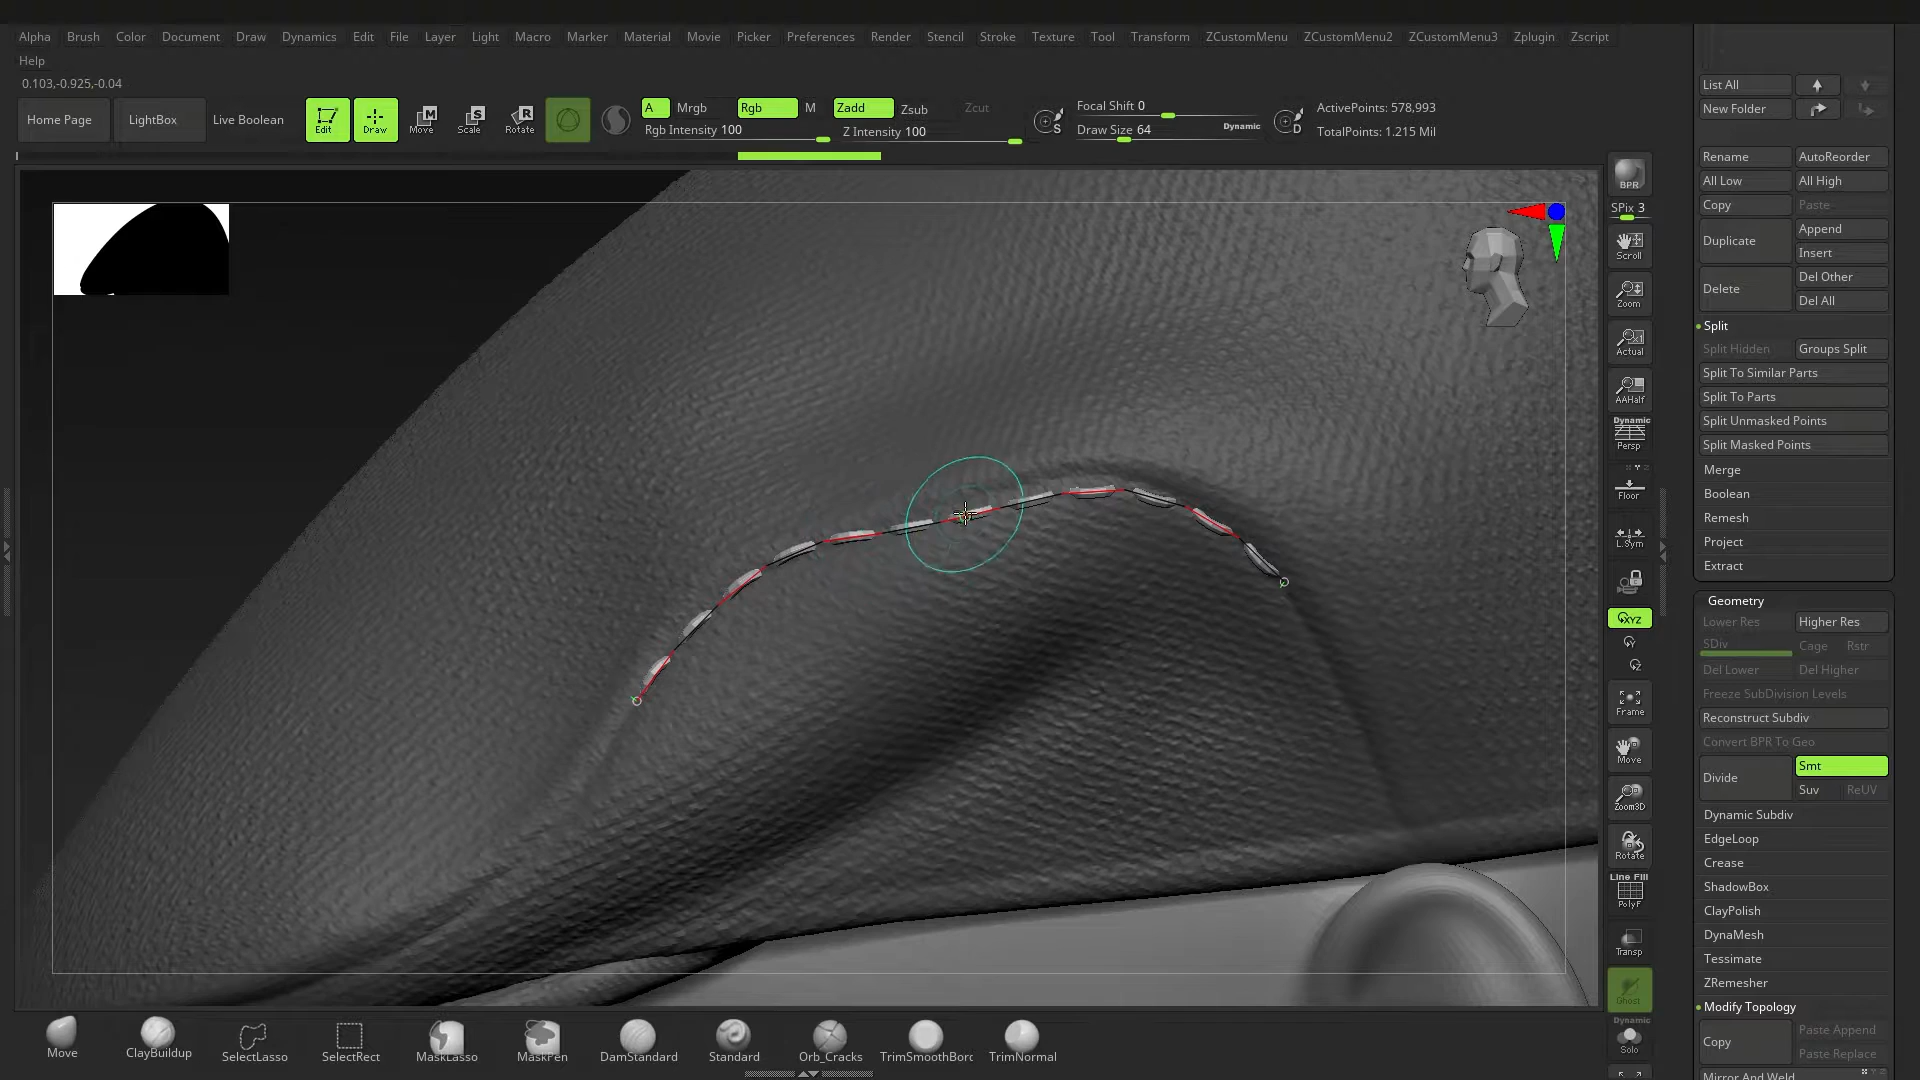 Alpha Brush Color Document Draw Dynamics Edit File Layer Light Macro Marker Material Movie Picker Preferences Render Stencil Stroke Texture Tool Transform ZCustomMenu ZCustomMenu2 ZCustomMenu3 Zplugin Zscript
Help
0.103,-0.925,-0.04
Home Page LightBox Live Boolean Edit Draw Move Scale Rotate
A Mrgb Rgb M Zadd Zsub Zcut
Rgb Intensity 100 Z Intensity 100
Focal Shift 0
Draw Size 64 Dynamic
S D
ActivePoints: 578,993
TotalPoints: 1.215 Mil
BPR
SPix 3
Scroll
Zoom
Actual
AAHalf
Dynamic
Persp
Floor
L.Sym
XYZ
Frame
Move
Zoom3D
Rotate
Line Fill
PolyF
Transp
Ghost
Dynamic
Solo
List All
New Folder
Rename AutoReorder
All Low All High
Copy Paste
Duplicate Append
Insert
Delete Del Other
Del All
Split
Split Hidden Groups Split
Split To Similar Parts
Split To Parts
Split Unmasked Points
Split Masked Points
Merge
Boolean
Remesh
Project
Extract
Geometry
Lower Res Higher Res
SDiv Cage Rstr
Del Lower Del Higher
Freeze SubDivision Levels
Reconstruct Subdiv
Convert BPR To Geo
Divide Smt
Suv ReUV
Dynamic Subdiv
EdgeLoop
Crease
ShadowBox
ClayPolish
DynaMesh
Tessimate
ZRemesher
Modify Topology
Copy Paste Append
Paste Replace
Mirror And Weld
Move ClayBuildup SelectLasso SelectRect MaskLasso MaskPen DamStandard Standard Orb_Cracks TrimSmoothBorc TrimNormal